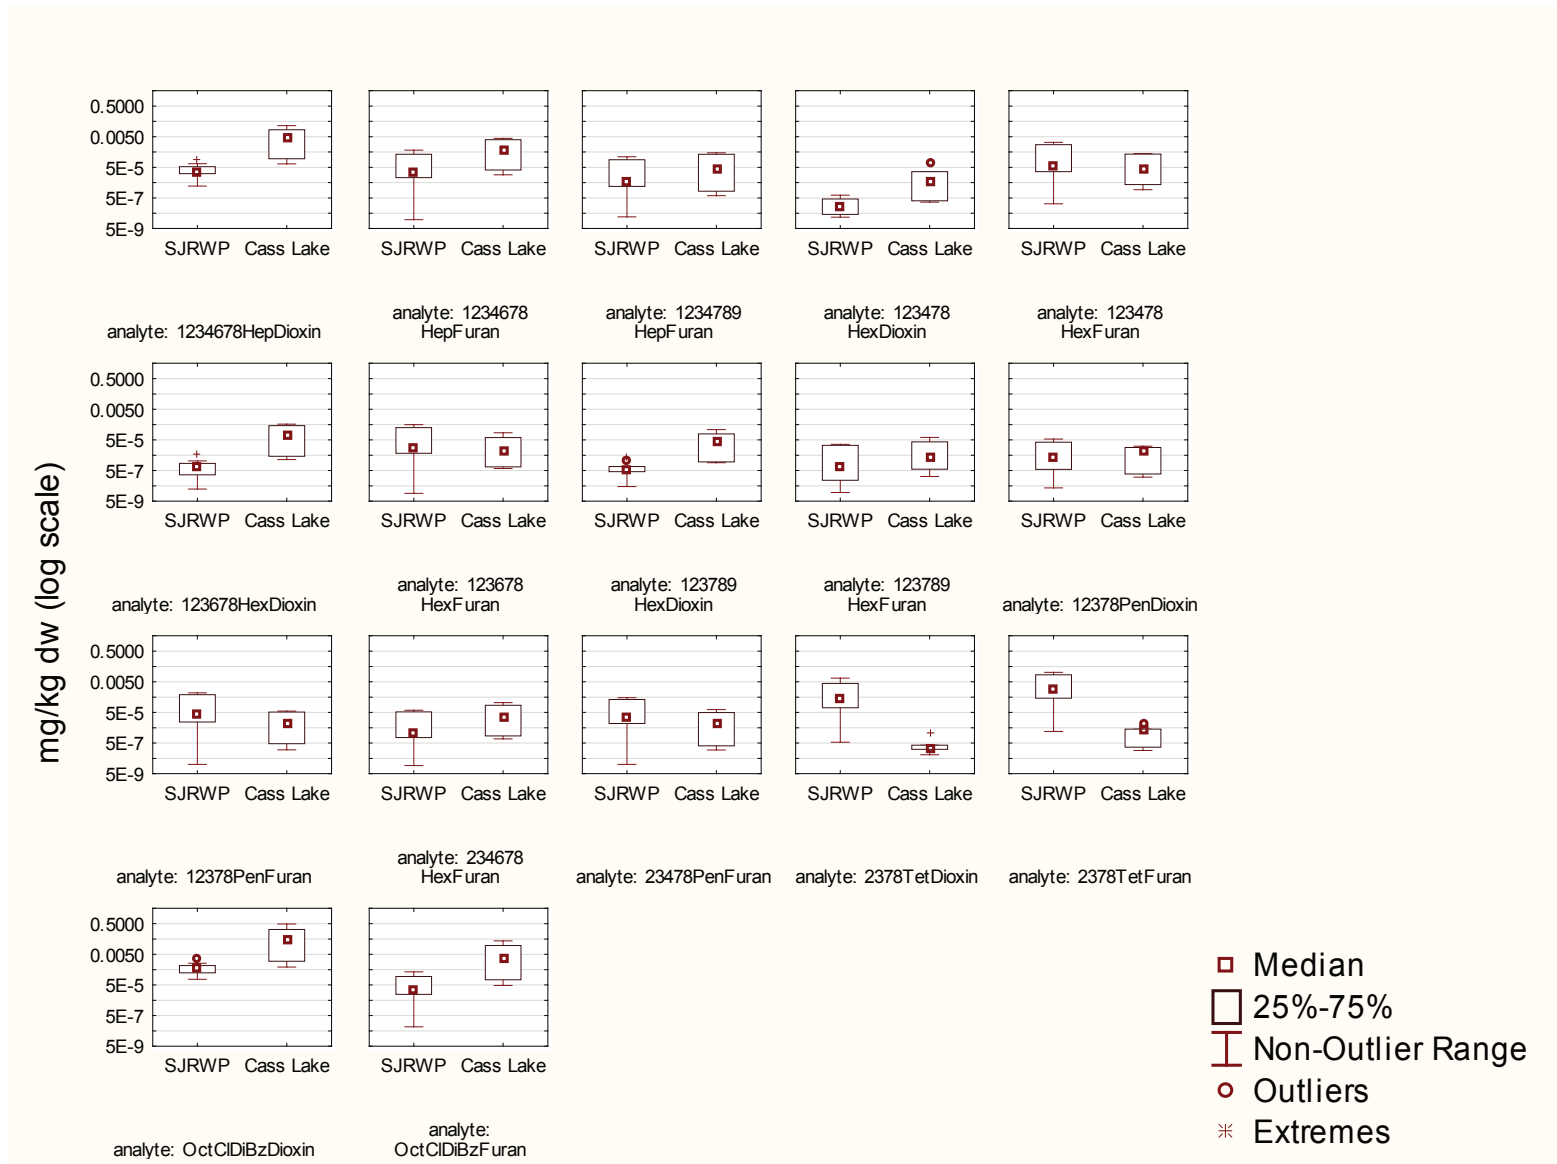 mg/kg dw (log scale)
0.5000
0.0050
5E-5
5E-7
5E-9
SJRWP Cass Lake SJRWP Cass Lake SJRWP Cass Lake SJRWP Cass Lake SJRWP Cass Lake
analyte: 1234678HepDioxin
analyte: 1234678
HepFuran
analyte: 1234789
HepFuran
analyte: 123478
HexDioxin
analyte: 123478
HexFuran
0.5000
0.0050
5E-5
5E-7
5E-9
SJRWP Cass Lake SJRWP Cass Lake SJRWP Cass Lake SJRWP Cass Lake SJRWP Cass Lake
analyte: 123678HexDioxin
analyte: 123678
HexFuran
analyte: 123789
HexDioxin
analyte: 123789
HexFuran
analyte: 12378PenDioxin
0.5000
0.0050
5E-5
5E-7
5E-9
SJRWP Cass Lake SJRWP Cass Lake SJRWP Cass Lake SJRWP Cass Lake SJRWP Cass Lake
analyte: 12378PenFuran
analyte: 234678
HexFuran
analyte: 23478PenFuran
analyte: 2378TetDioxin
analyte: 2378TetFuran
0.5000
0.0050
5E-5
5E-7
5E-9
SJRWP Cass Lake SJRWP Cass Lake
analyte: OctClDiBzDioxin
analyte:
OctClDiBzFuran
Median
25%-75%
Non-Outlier Range
Outliers
Extremes